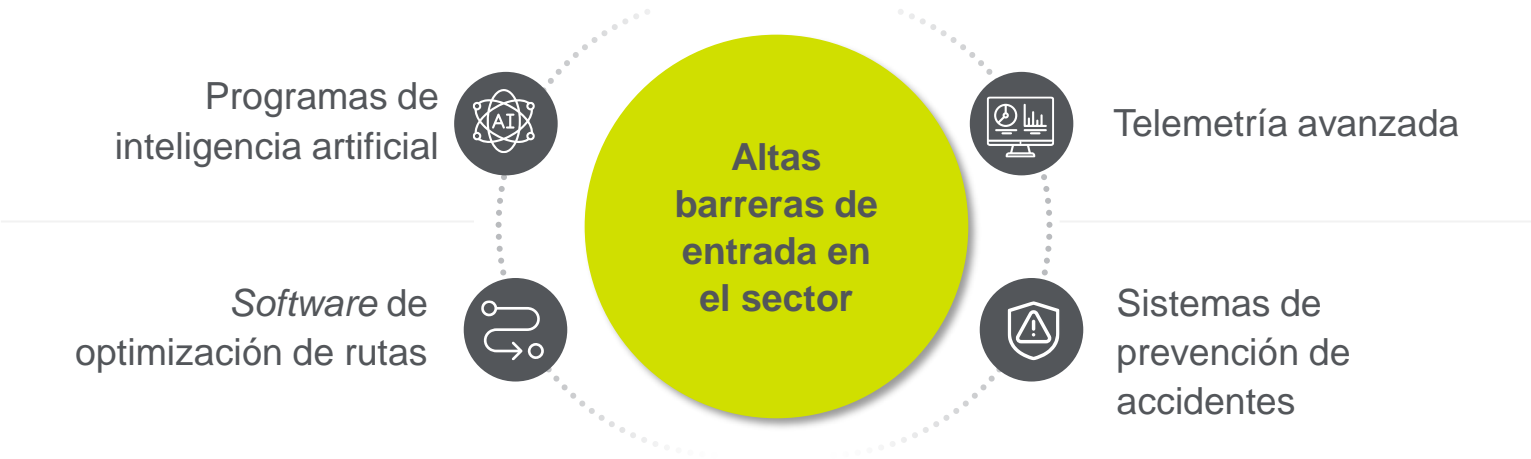 Programas de
inteligencia artificial
AI
Altas
barreras de
entrada en
el sector
Telemetría avanzada
Software de
optimización de rutas
Sistemas de
prevención de
accidentes